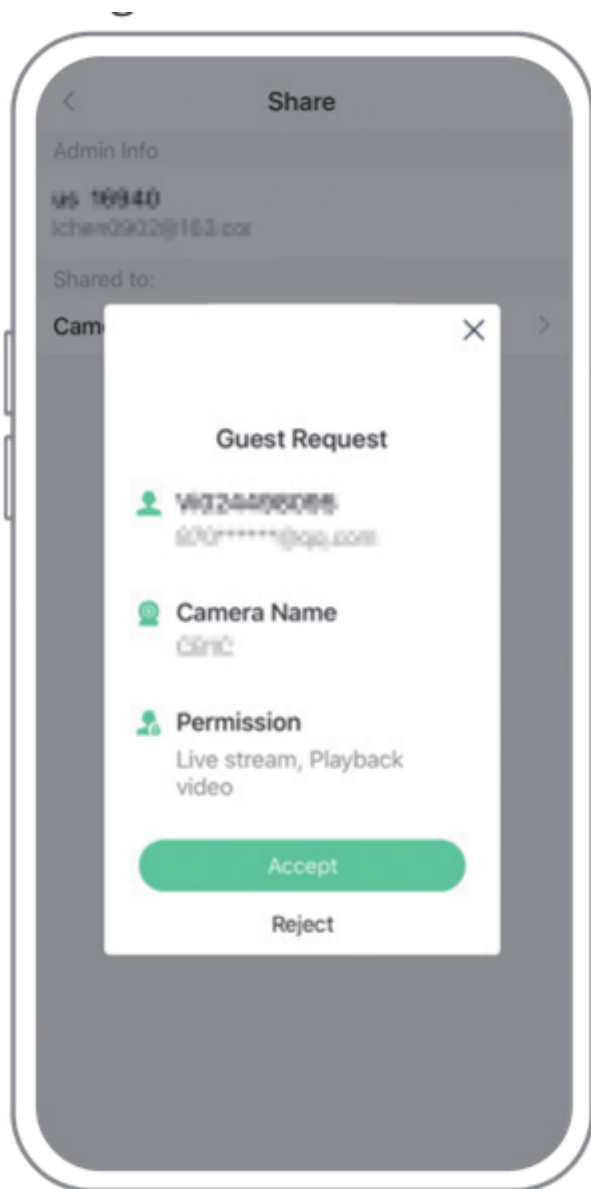 Share
Admin Info
Shared to:
Cam
Guest Request
Camera Name
Permission
Live stream, Playback
video
Accept
Reject